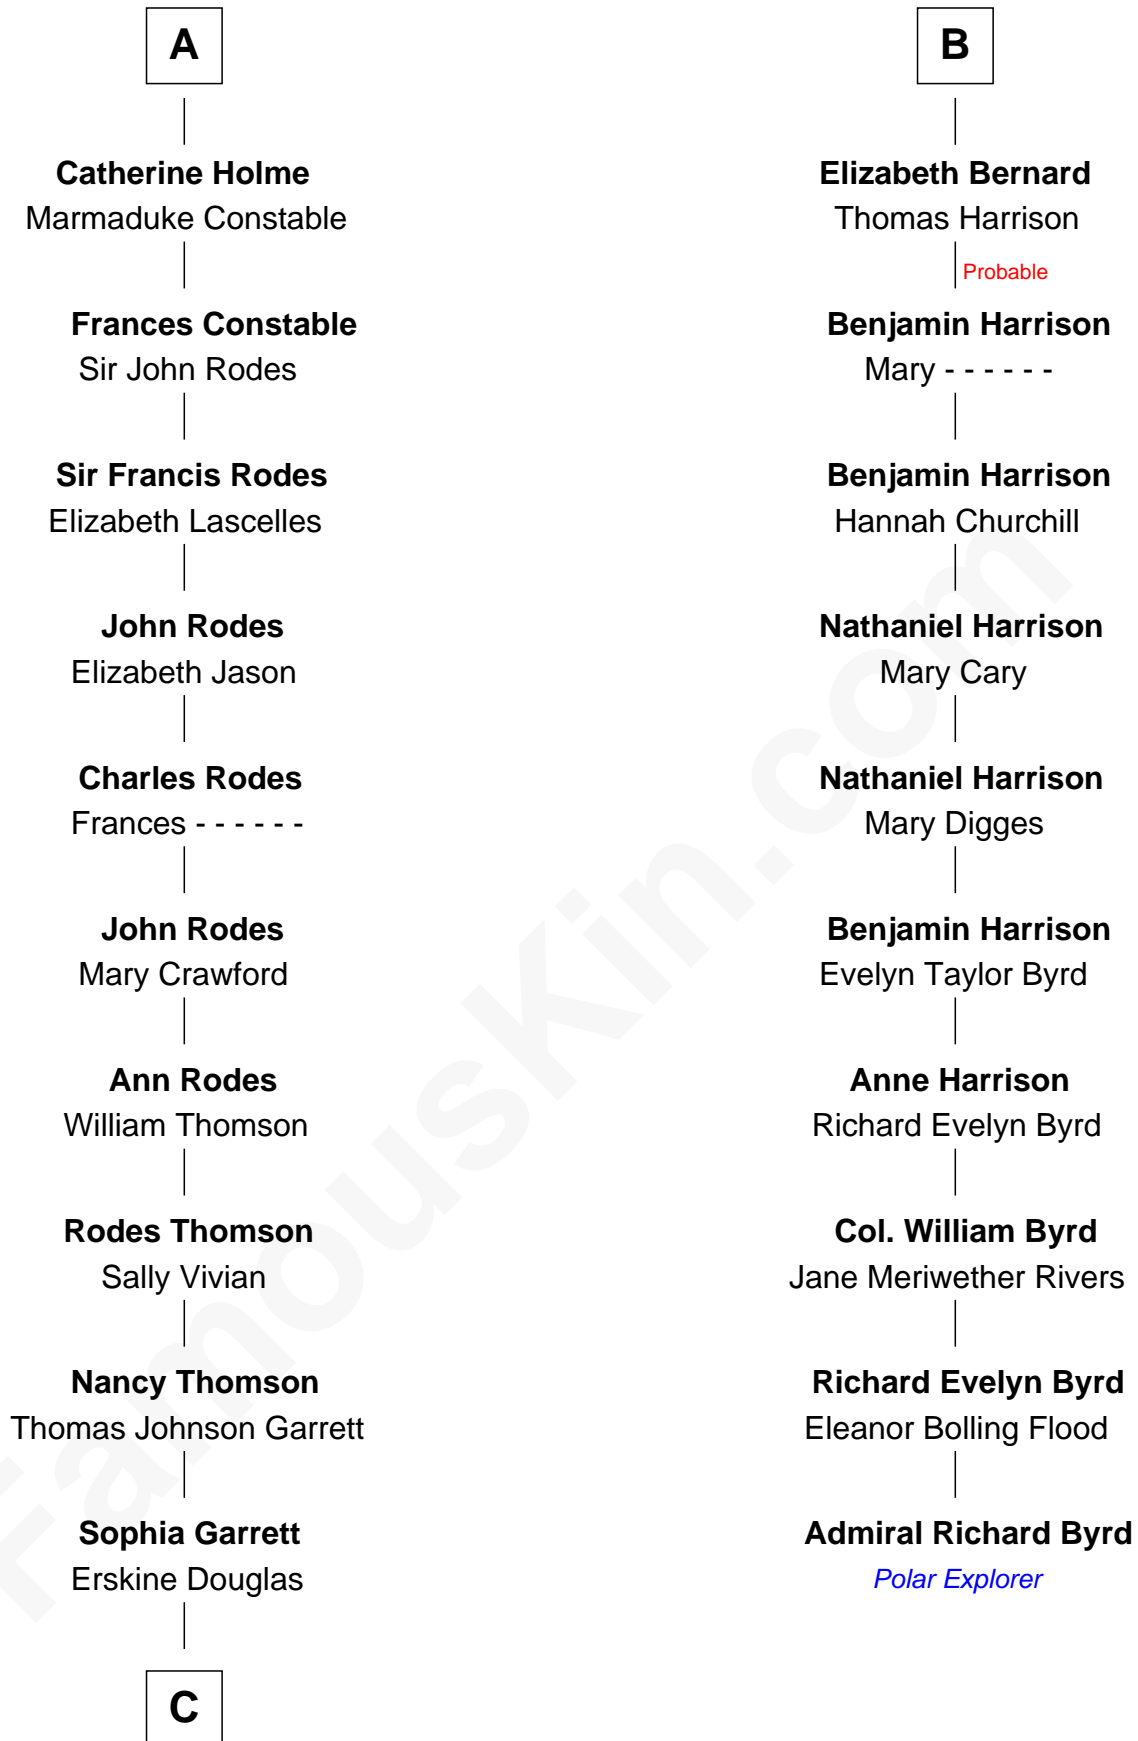 A
Catherine Holme
Marmaduke Constable
Frances Constable
Sir John Rodes
Sir Francis Rodes
Elizabeth Lascelles
John Rodes
Elizabeth Jason
Charles Rodes
Frances - - - - - -
John Rodes
Mary Crawford
Ann Rodes
William Thomson
Rodes Thomson
Sally Vivian
Nancy Thomson
Thomas Johnson Garrett
Sophia Garrett
Erskine Douglas
C
B
Elizabeth Bernard
Thomas Harrison
Probable
Benjamin Harrison
Mary - - - - - -
Benjamin Harrison
Hannah Churchill
Nathaniel Harrison
Mary Cary
Nathaniel Harrison
Mary Digges
Benjamin Harrison
Evelyn Taylor Byrd
Anne Harrison
Richard Evelyn Byrd
Col. William Byrd
Jane Meriwether Rivers
Richard Evelyn Byrd
Eleanor Bolling Flood
Admiral Richard Byrd
Polar Explorer
FamousKin.com